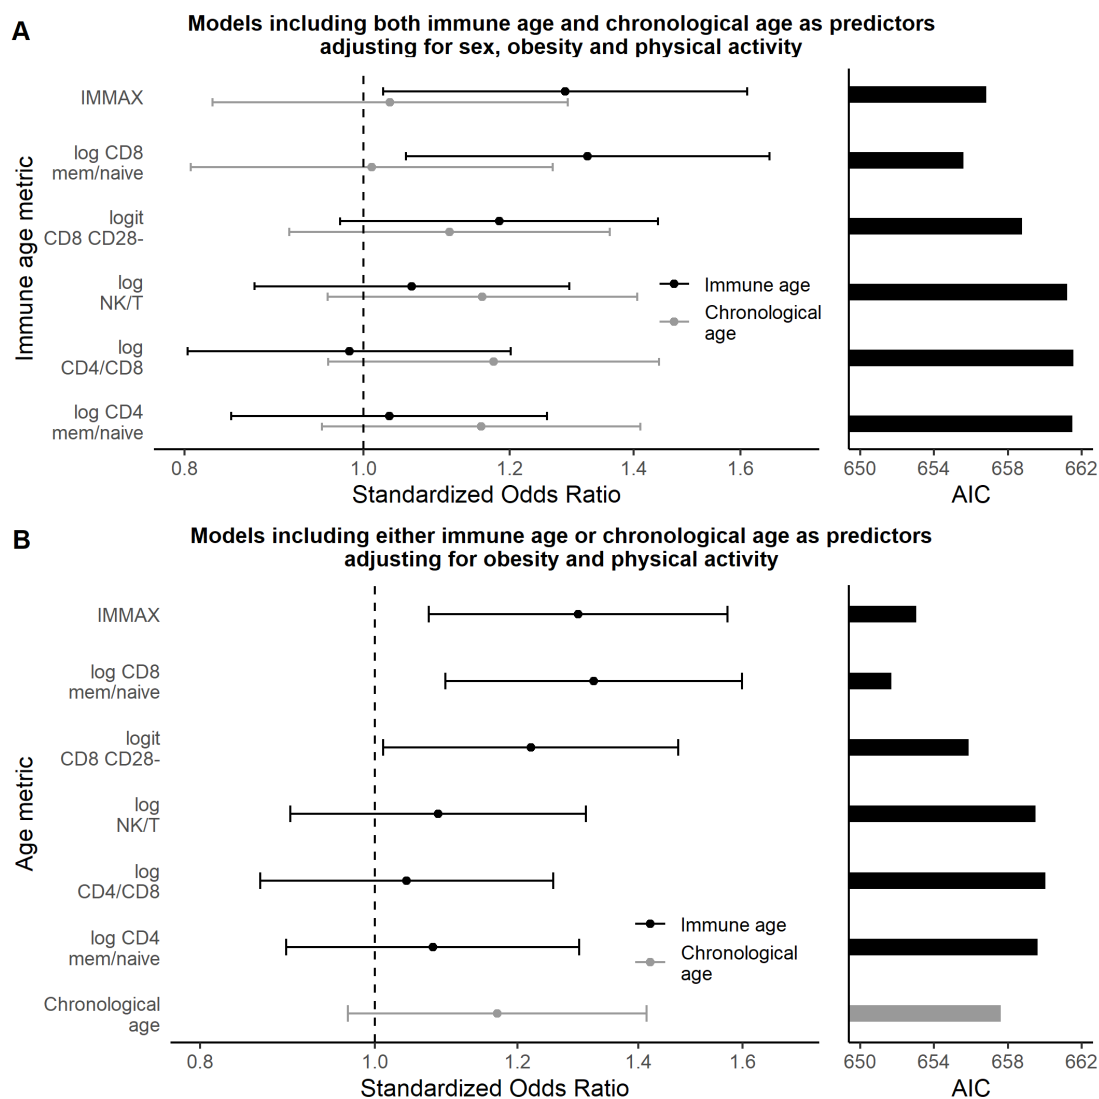 A
Models including both immune age and chronological age as predictors
adjusting for sex, obesity and physical activity
Immune age metric
IMMAX
log CD8
mem/naive
logit
CD8 CD28-
log
NK/T
log
CD4/CD8
log CD4
mem/naive
Immune age
Chronological
age
0.8 1.0 1.2 1.4 1.6
Standardized Odds Ratio
650 654 658 662
AIC
B
Models including either immune age or chronological age as predictors
adjusting for obesity and physical activity
Age metric
IMMAX
log CD8
mem/naive
logit
CD8 CD28-
log
NK/T
log
CD4/CD8
log CD4
mem/naive
Chronological
age
Immune age
Chronological
age
0.8 1.0 1.2 1.4 1.6
Standardized Odds Ratio
650 654 658 662
AIC